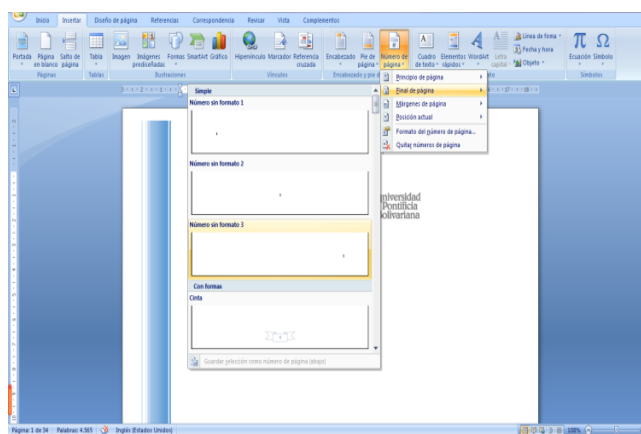 Inicio Insertar Diseño de página Referencias Correspondencia Revisar Vista Complementos
Portada Página en blanco Salto de página Tabla Imagen Imágenes prediseñadas Formas SmartArt Gráfico Hipervínculo Marcador Referencia cruzada Encabezado Pie de página Número de página Cuadro de texto Elementos rápidos WordArt Letra capital Línea de firma Fecha y hora Objeto Ecuación Símbolo
Páginas Tablas Ilustraciones Vínculos Encabezado y pie d Símbolos
Principio de página
Final de página
Márgenes de página
Posición actual
Formato del número de página...
Quitar números de página
Simple
Número sin formato 1
Número sin formato 2
Número sin formato 3
Con formas
Cinta
Guardar selección como número de página (abajo)
niversidad
Pontificia
olivariana
Página: 1 de 34 Palabras: 4.565 Inglés (Estados Unidos) 100%